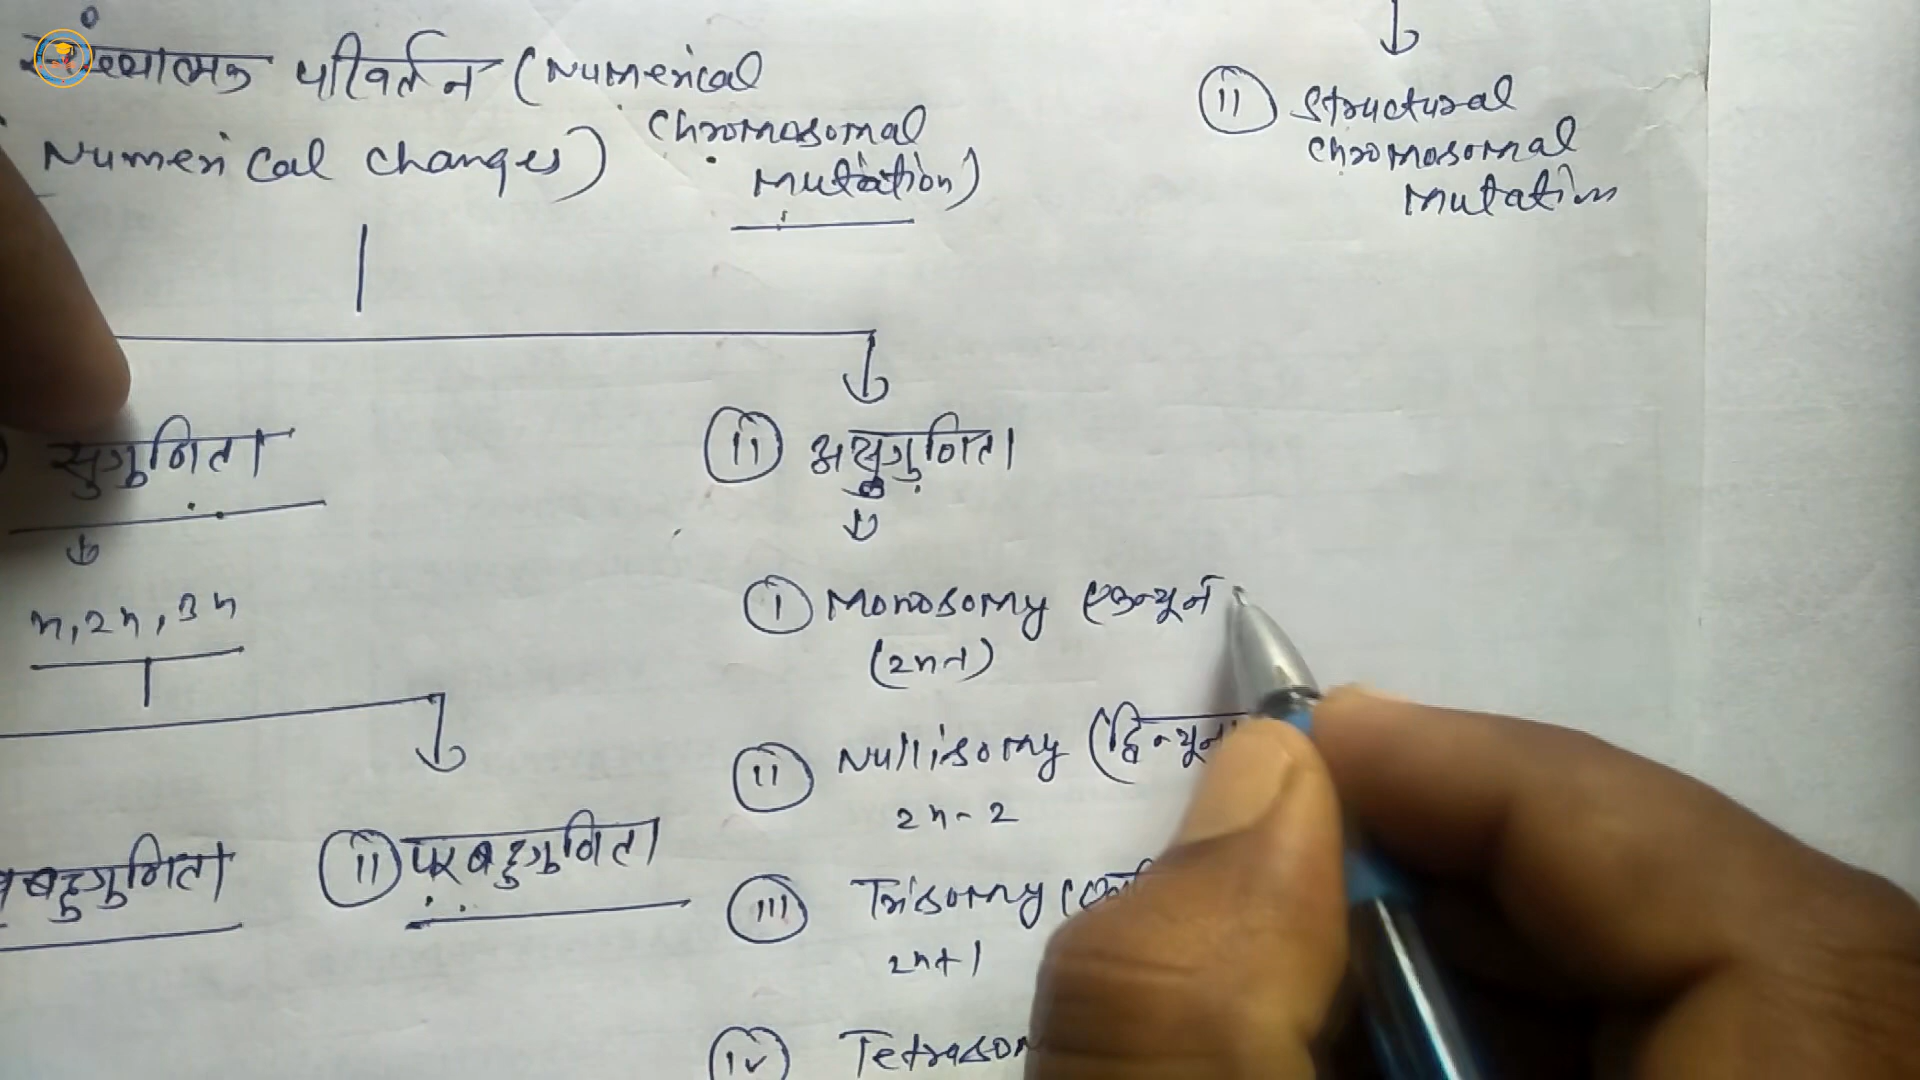 संख्यात्मक परिवर्तन (Numerical
Chromosomal
Mutation)
Numerical changes)
(ii) Structural
Chromosomal
Mutation
सुगुणिता
n, 2n, 3n
बहुगुणिता
(ii) परबहुगुणिता
(ii) असुगुणिता
(i) Monosomy (एकन्यून
(2n-1)
(ii) Nullisomy (द्विन्यून
2n-2
(iii) Trisomy (
2n+1
(iv)